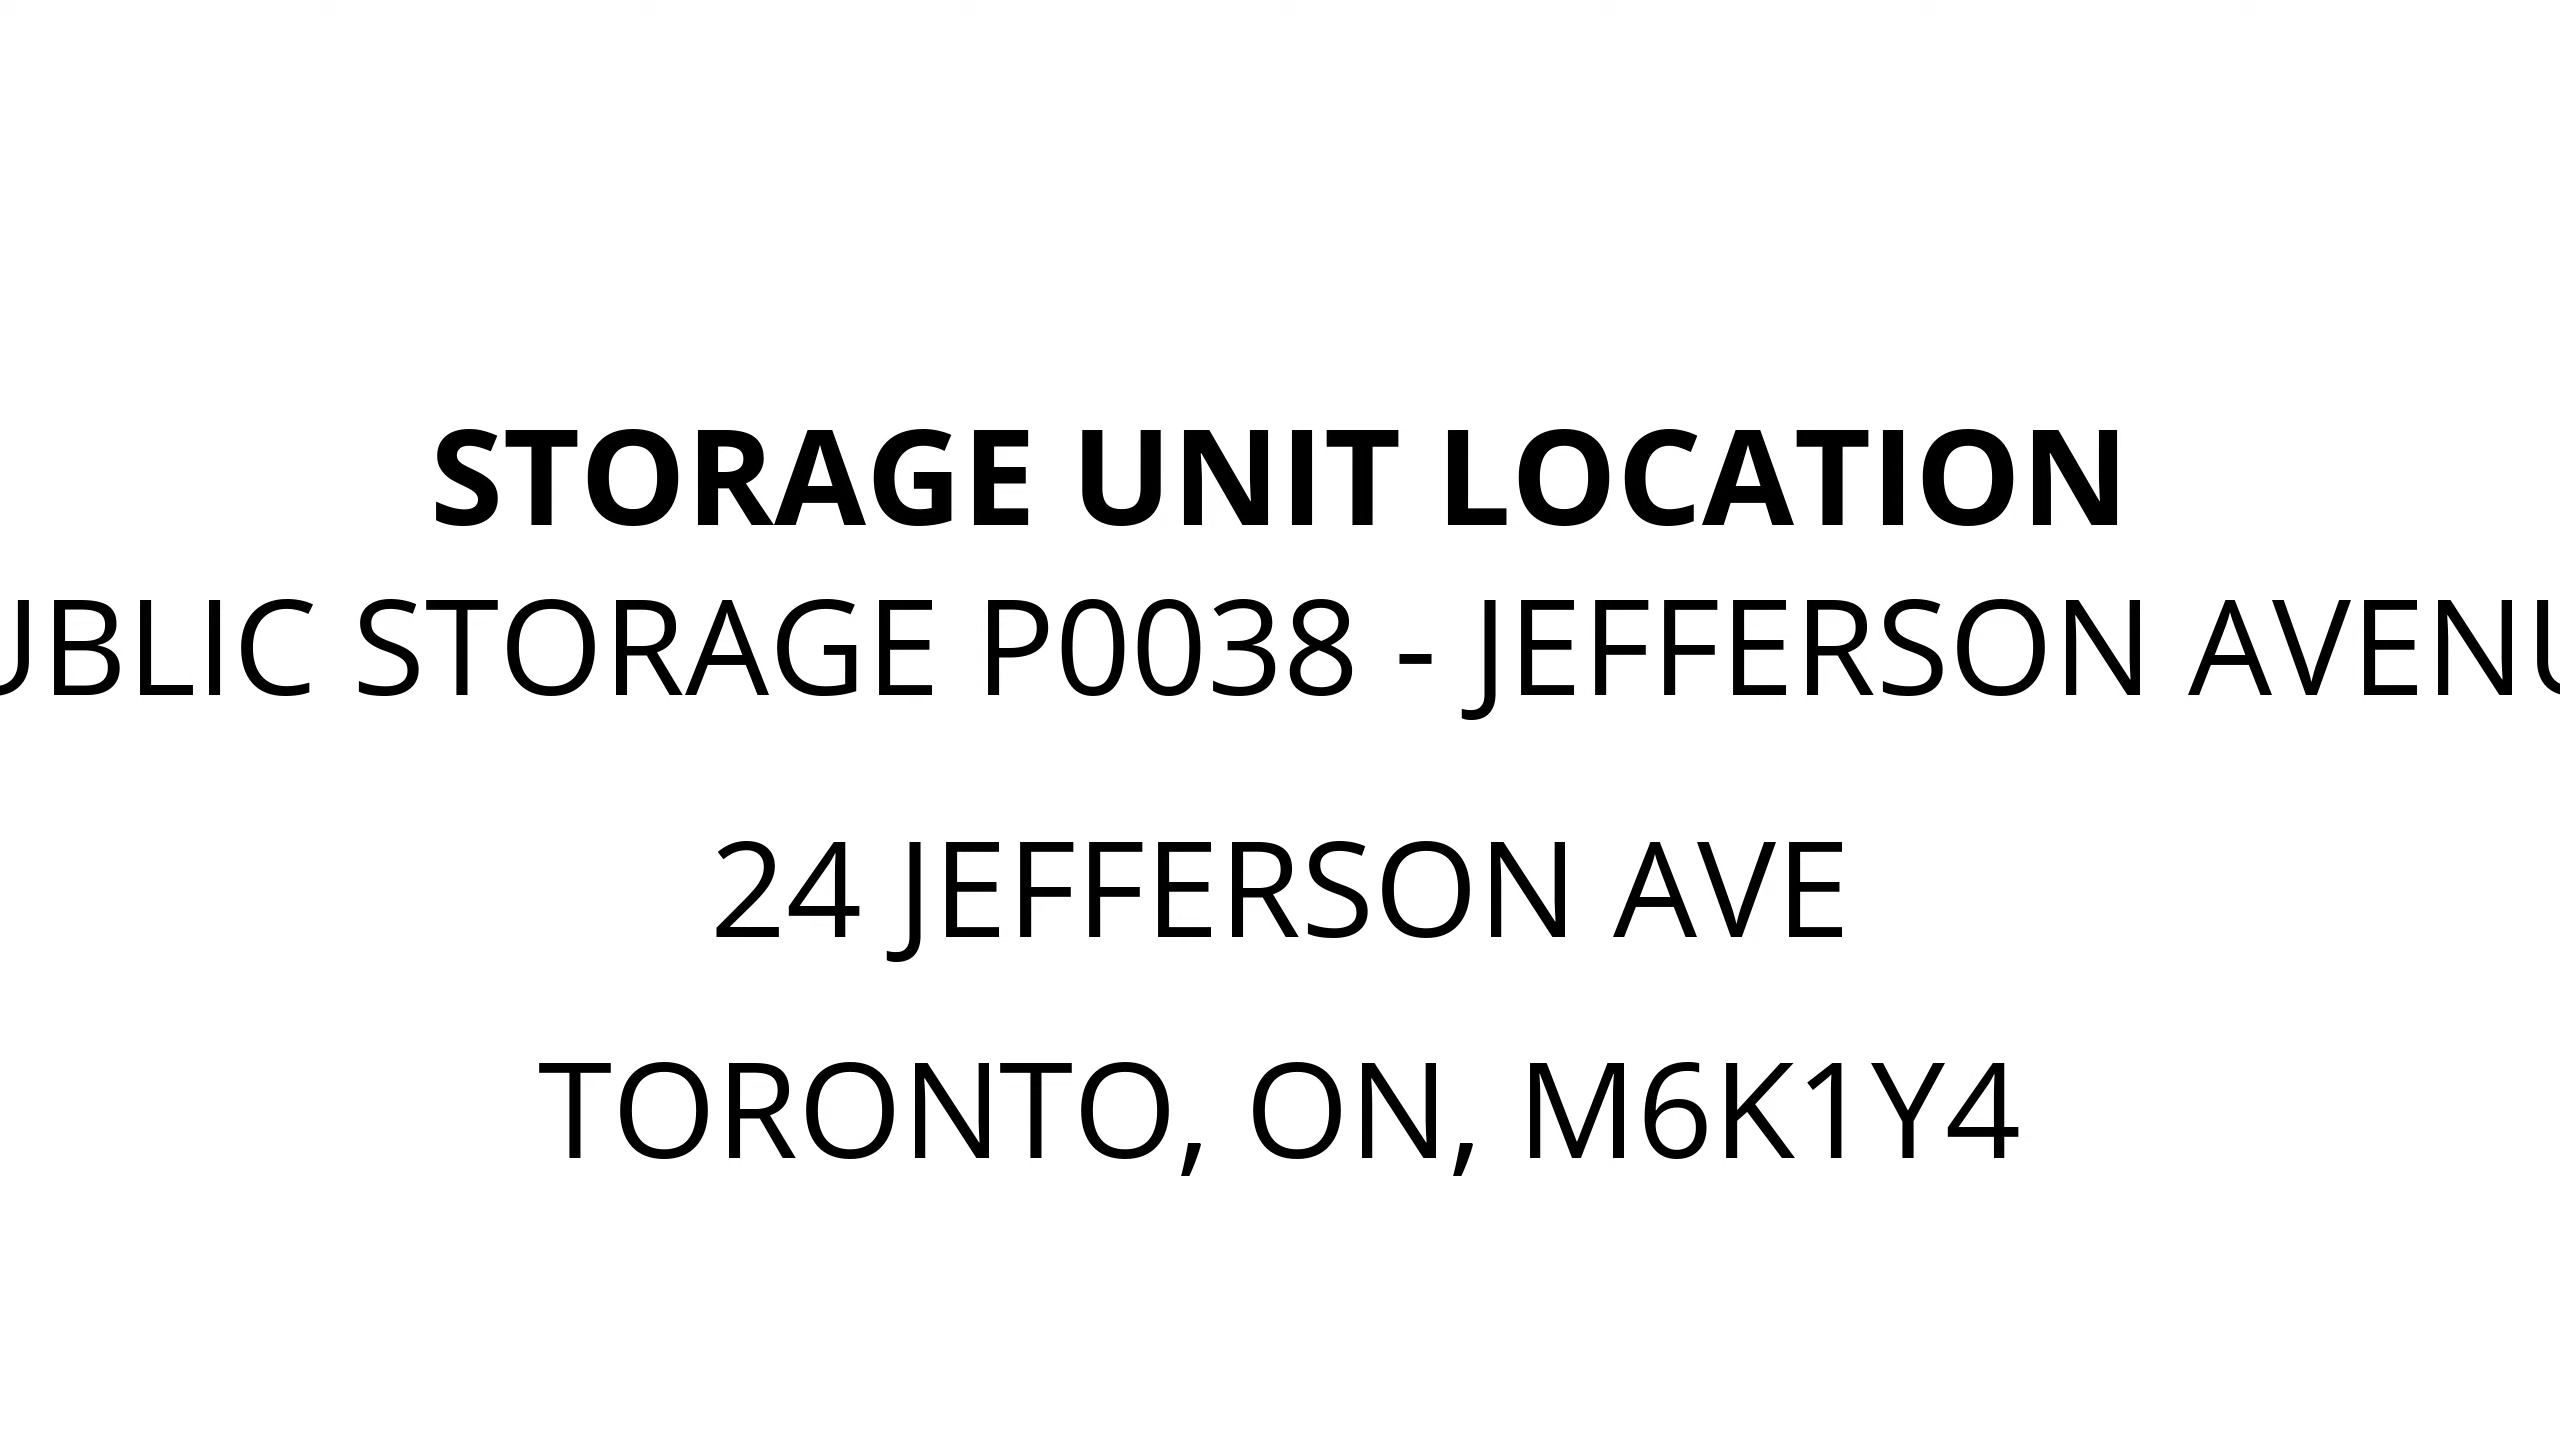 STORAGE UNIT LOCATION
UBLIC STORAGE P0038 - JEFFERSON AVENU
24 JEFFERSON AVE
TORONTO, ON, M6K1Y4